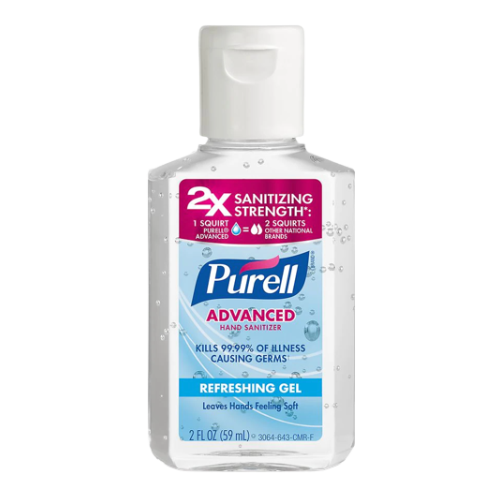 2X SANITIZING STRENGTH*:
1 SQUIRT PURELL® ADVANCED = 2 SQUIRTS OTHER NATIONAL BRANDS
Purell
ADVANCED
HAND SANITIZER
KILLS 99.99% OF ILLNESS
CAUSING GERMS
REFRESHING GEL
Leaves Hands Feeling Soft
2 FL OZ (59 mL) 3064-643-CMR-F